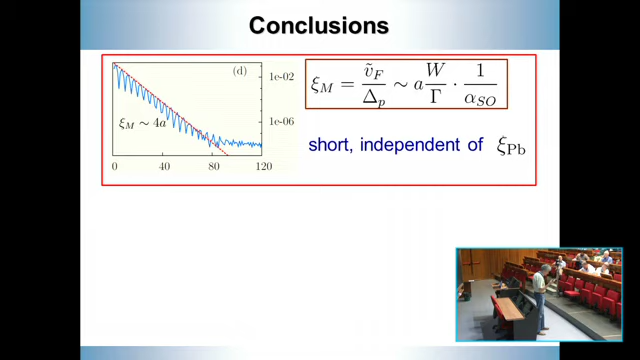 Conclusions
(d)
1e-02
1e-06
ξ_M ∼ 4a
0 40 80 120
ξ_M = ṽ_F / Δ_p ∼ a W / Γ · 1 / α_SO
short, independent of ξ_Pb